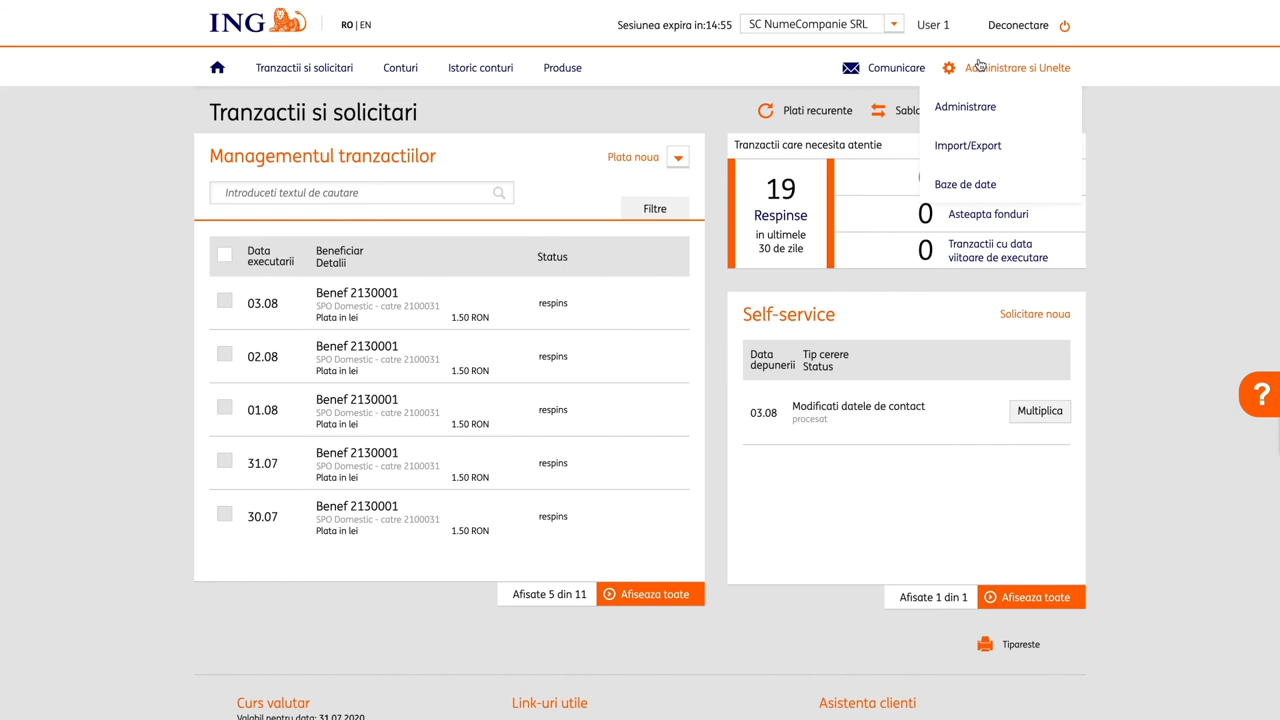 ING
RO | EN
Sesiunea expira in:14:55
SC NumeCompanie SRL
User 1
Deconectare
Tranzactii si solicitari
Conturi
Istoric conturi
Produse
Comunicare
Administrare si Unelte
Administrare
Import/Export
Baze de date
Tranzactii si solicitari
Plati recurente
Managementul tranzactiilor
Plata noua
Introduceti textul de cautare
Filtre
Data executarii
Beneficiar
Detalii
Status
03.08
Benef 2130001
SPO Domestic - catre 2100031
Plata in lei
1.50 RON
respins
02.08
Benef 2130001
SPO Domestic - catre 2100031
Plata in lei
1.50 RON
respins
01.08
Benef 2130001
SPO Domestic - catre 2100031
Plata in lei
1.50 RON
respins
31.07
Benef 2130001
SPO Domestic - catre 2100031
Plata in lei
1.50 RON
respins
30.07
Benef 2130001
SPO Domestic - catre 2100031
Plata in lei
1.50 RON
respins
Afisate 5 din 11
Afiseaza toate
Tranzactii care necesita atentie
19
Respinse
in ultimele
30 de zile
0 Asteapta fonduri
0 Tranzactii cu data
viitoare de executare
Self-service
Solicitare noua
Data
depunerii
Tip cerere
Status
03.08
Modificati datele de contact
procesat
Multiplica
Afisate 1 din 1
Afiseaza toate
?
Tipareste
Curs valutar
Valabil pentru data: 31.07.2020
Link-uri utile
Asistenta clienti